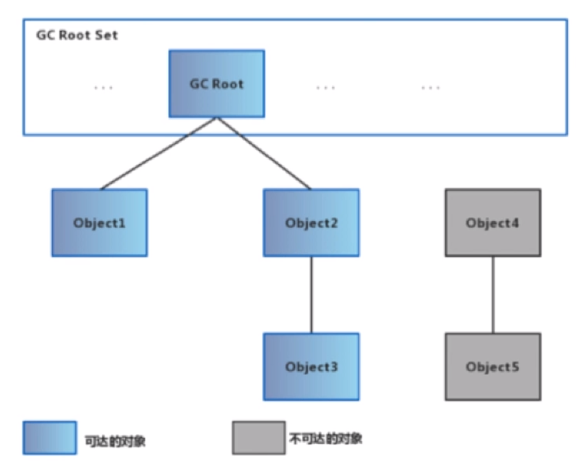 GC Root Set
... GC Root ... ...
Object1 Object2 Object4
Object3 Object5
可达的对象 不可达的对象